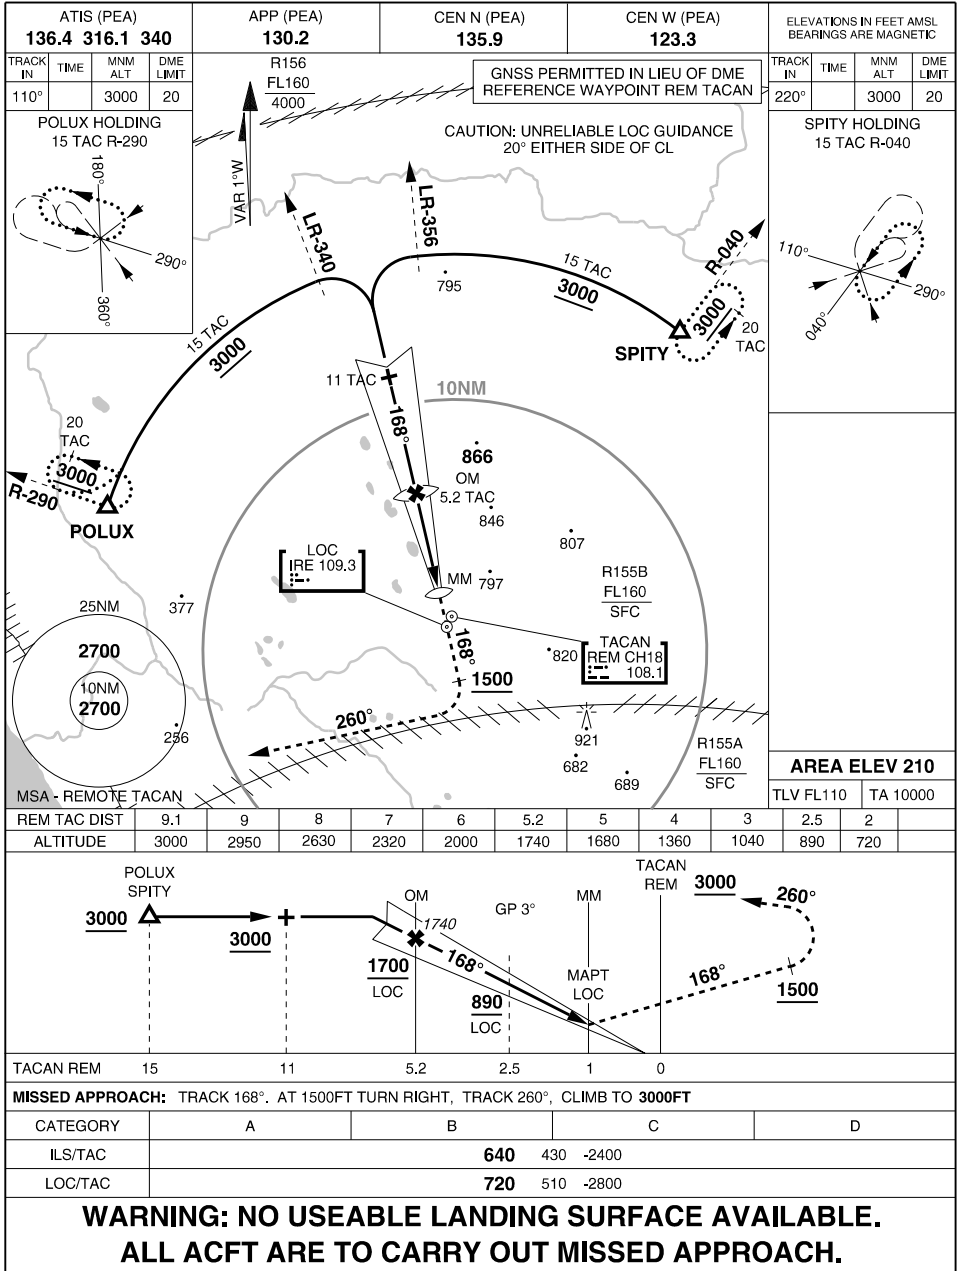 ATIS (PEA)
136.4 316.1 340
APP (PEA)
130.2
CEN N (PEA)
135.9
CEN W (PEA)
123.3
ELEVATIONS IN FEET AMSL
BEARINGS ARE MAGNETIC
TRACK IN TIME MNM ALT DME LIMIT
110° 3000 20
POLUX HOLDING
15 TAC R-290
180°
290°
360°
R156
FL160
4000
VAR 1°W
GNSS PERMITTED IN LIEU OF DME
REFERENCE WAYPOINT REM TACAN
CAUTION: UNRELIABLE LOC GUIDANCE
20° EITHER SIDE OF CL
TRACK IN TIME MNM ALT DME LIMIT
220° 3000 20
SPITY HOLDING
15 TAC R-040
110°
290°
040°
LR-340
LR-356
R-040
795
15 TAC
3000
3000
20
TAC
SPITY
15 TAC
3000
11 TAC
10NM
168°
20
TAC
3000
R-290
POLUX
866
OM
5.2 TAC
846
807
LOC
IRE 109.3
MM 797
R155B
FL160
SFC
377
25NM
2700
10NM
2700
256
MSA - REMOTE TACAN
168°
820
TACAN
REM CH18
108.1
1500
260°
921
682
689
R155A
FL160
SFC
AREA ELEV 210
TLV FL110 TA 10000
REM TAC DIST 9.1 9 8 7 6 5.2 5 4 3 2.5 2
ALTITUDE 3000 2950 2630 2320 2000 1740 1680 1360 1040 890 720
POLUX
SPITY
3000
3000
OM
1740
GP 3°
MM
TACAN
REM
3000
260°
168°
1700
LOC
890
LOC
MAPT
LOC
168°
1500
TACAN REM 15 11 5.2 2.5 1 0
MISSED APPROACH: TRACK 168°. AT 1500FT TURN RIGHT, TRACK 260°, CLIMB TO 3000FT
CATEGORY A B C D
ILS/TAC 640 430 -2400
LOC/TAC 720 510 -2800
WARNING: NO USEABLE LANDING SURFACE AVAILABLE.
ALL ACFT ARE TO CARRY OUT MISSED APPROACH.